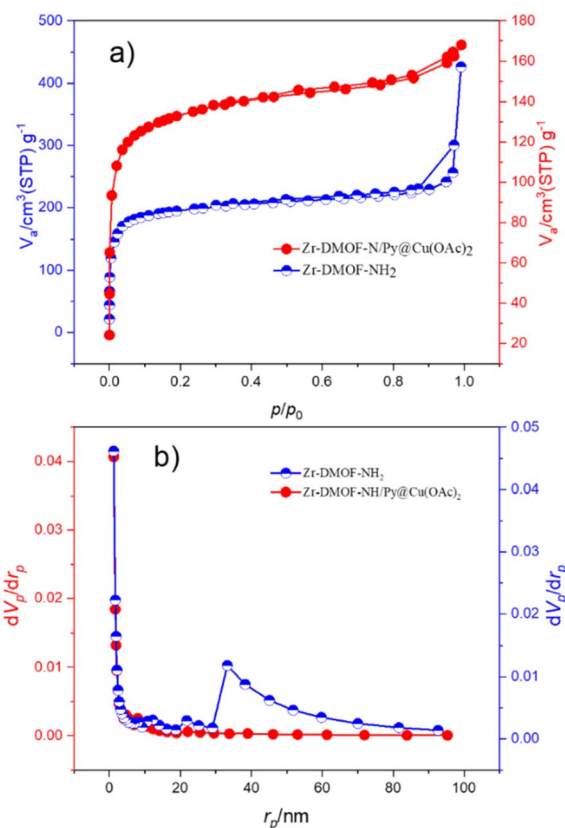 a)
500
400
300
200
100
0
V_a/cm³(STP) g⁻¹
180
160
140
120
100
80
60
40
20
V_a/cm³(STP) g⁻¹
Zr-DMOF-N/Py@Cu(OAc)₂
Zr-DMOF-NH₂
0.0 0.2 0.4 0.6 0.8 1.0
p/p₀
b)
0.04
0.03
0.02
0.01
0.00
dV_p/dr_p
0.05
0.04
0.03
0.02
0.01
0.00
dV_p/dr_p
Zr-DMOF-NH₂
Zr-DMOF-NH/Py@Cu(OAc)₂
0 20 40 60 80 100
r_p/nm